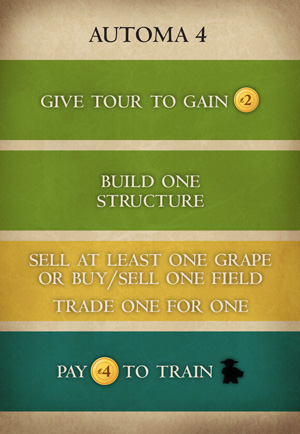 AUTOMA 4
GIVE TOUR TO GAIN 2
BUILD ONE
STRUCTURE
SELL AT LEAST ONE GRAPE
OR BUY/SELL ONE FIELD
TRADE ONE FOR ONE
PAY 4 TO TRAIN